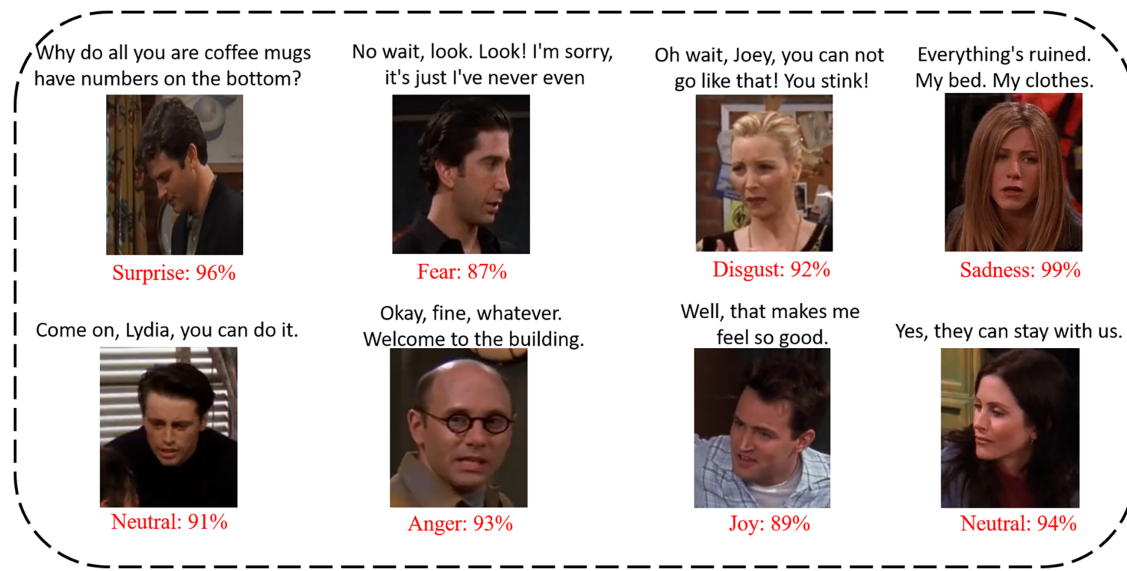 Why do all you are coffee mugs
have numbers on the bottom?
Surprise: 96%
No wait, look. Look! I'm sorry,
it's just I've never even
Fear: 87%
Oh wait, Joey, you can not
go like that! You stink!
Disgust: 92%
Everything's ruined.
My bed. My clothes.
Sadness: 99%
Come on, Lydia, you can do it.
Neutral: 91%
Okay, fine, whatever.
Welcome to the building.
Anger: 93%
Well, that makes me
feel so good.
Joy: 89%
Yes, they can stay with us.
Neutral: 94%